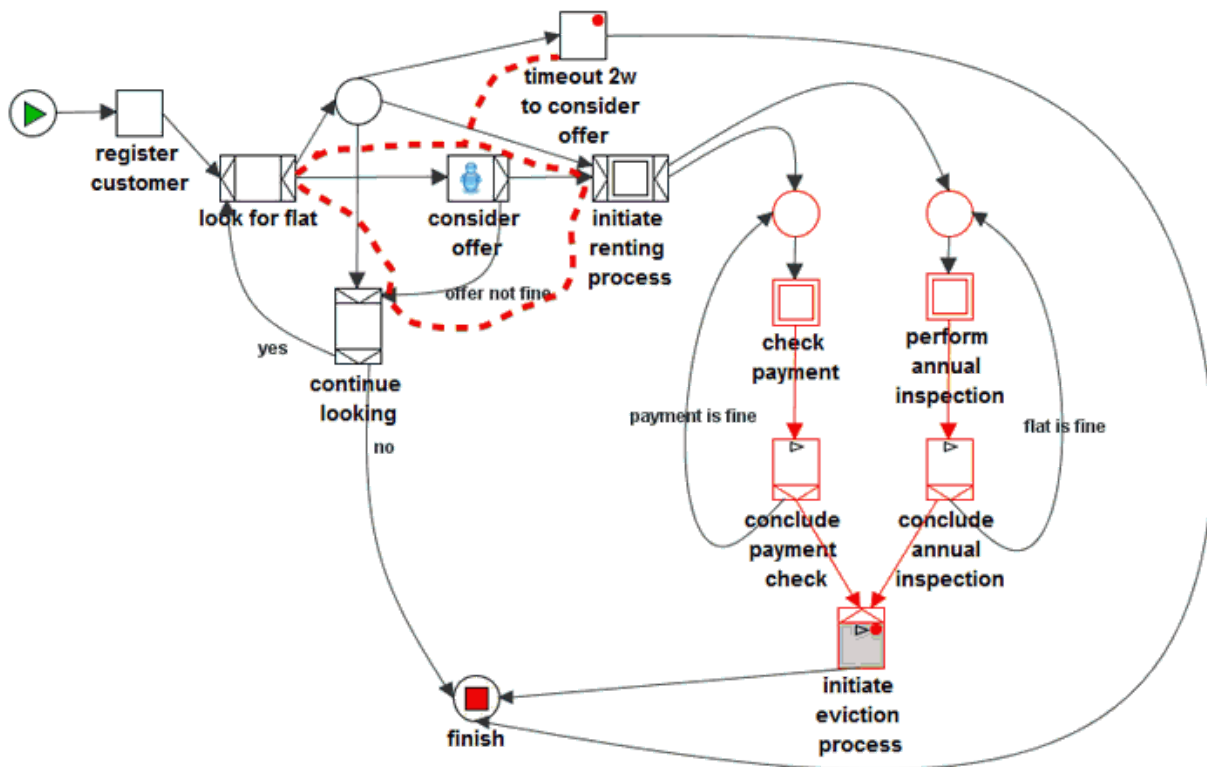 timeout 2w
to consider
offer
register
customer
look for flat
consider
offer
initiate
renting
process
offer not fine
yes
continue
looking
no
check
payment
perform
annual
inspection
payment is fine
flat is fine
conclude
payment
check
conclude
annual
inspection
initiate
eviction
process
finish